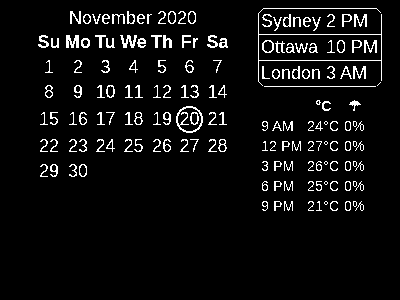 November 2020
Su Mo Tu We Th Fr Sa
1 2 3 4 5 6 7
8 9 10 11 12 13 14
15 16 17 18 19 20 21
22 23 24 25 26 27 28
29 30
Sydney 2 PM
Ottawa 10 PM
London 3 AM
°C ☂
9 AM 24°C 0%
12 PM 27°C 0%
3 PM 26°C 0%
6 PM 25°C 0%
9 PM 21°C 0%